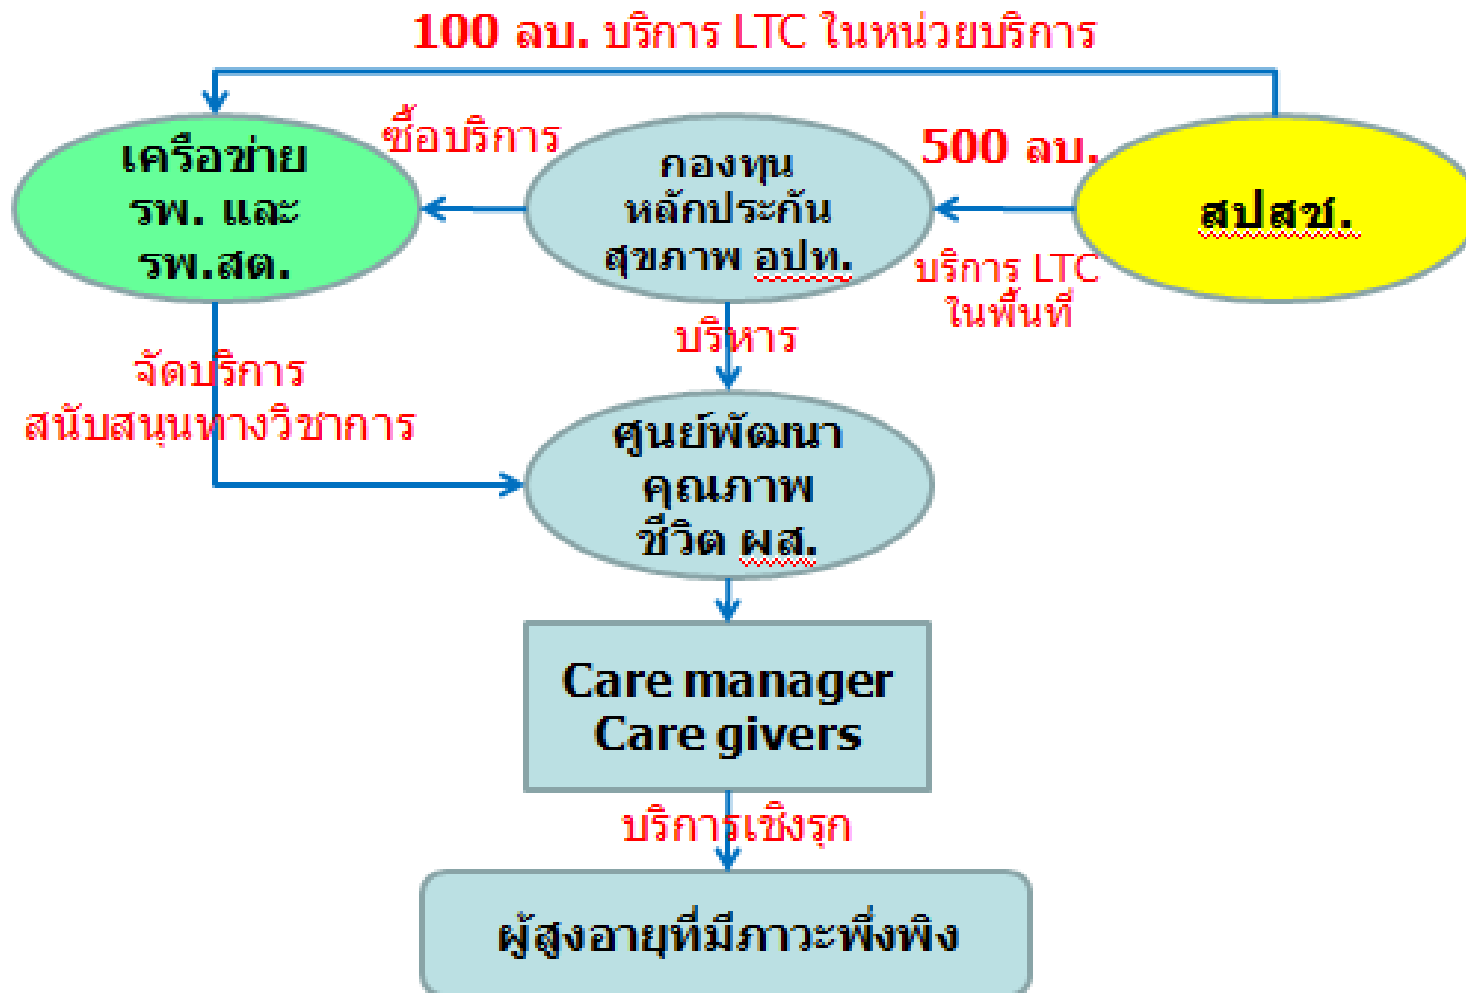 100 ลบ. บริการ LTC ในหน่วยบริการ
ซื้อบริการ
500 ลบ.
เครือข่าย
รพ. และ
รพ.สต.
กองทุน
หลักประกัน
สุขภาพ อปท.
สปสช.
บริการ LTC
ในพื้นที่
บริหาร
จัดบริการ
สนับสนุนทางวิชาการ
ศูนย์พัฒนา
คุณภาพ
ชีวิต ผส.
Care manager
Care givers
บริการเชิงรุก
ผู้สูงอายุที่มีภาวะพึ่งพิง